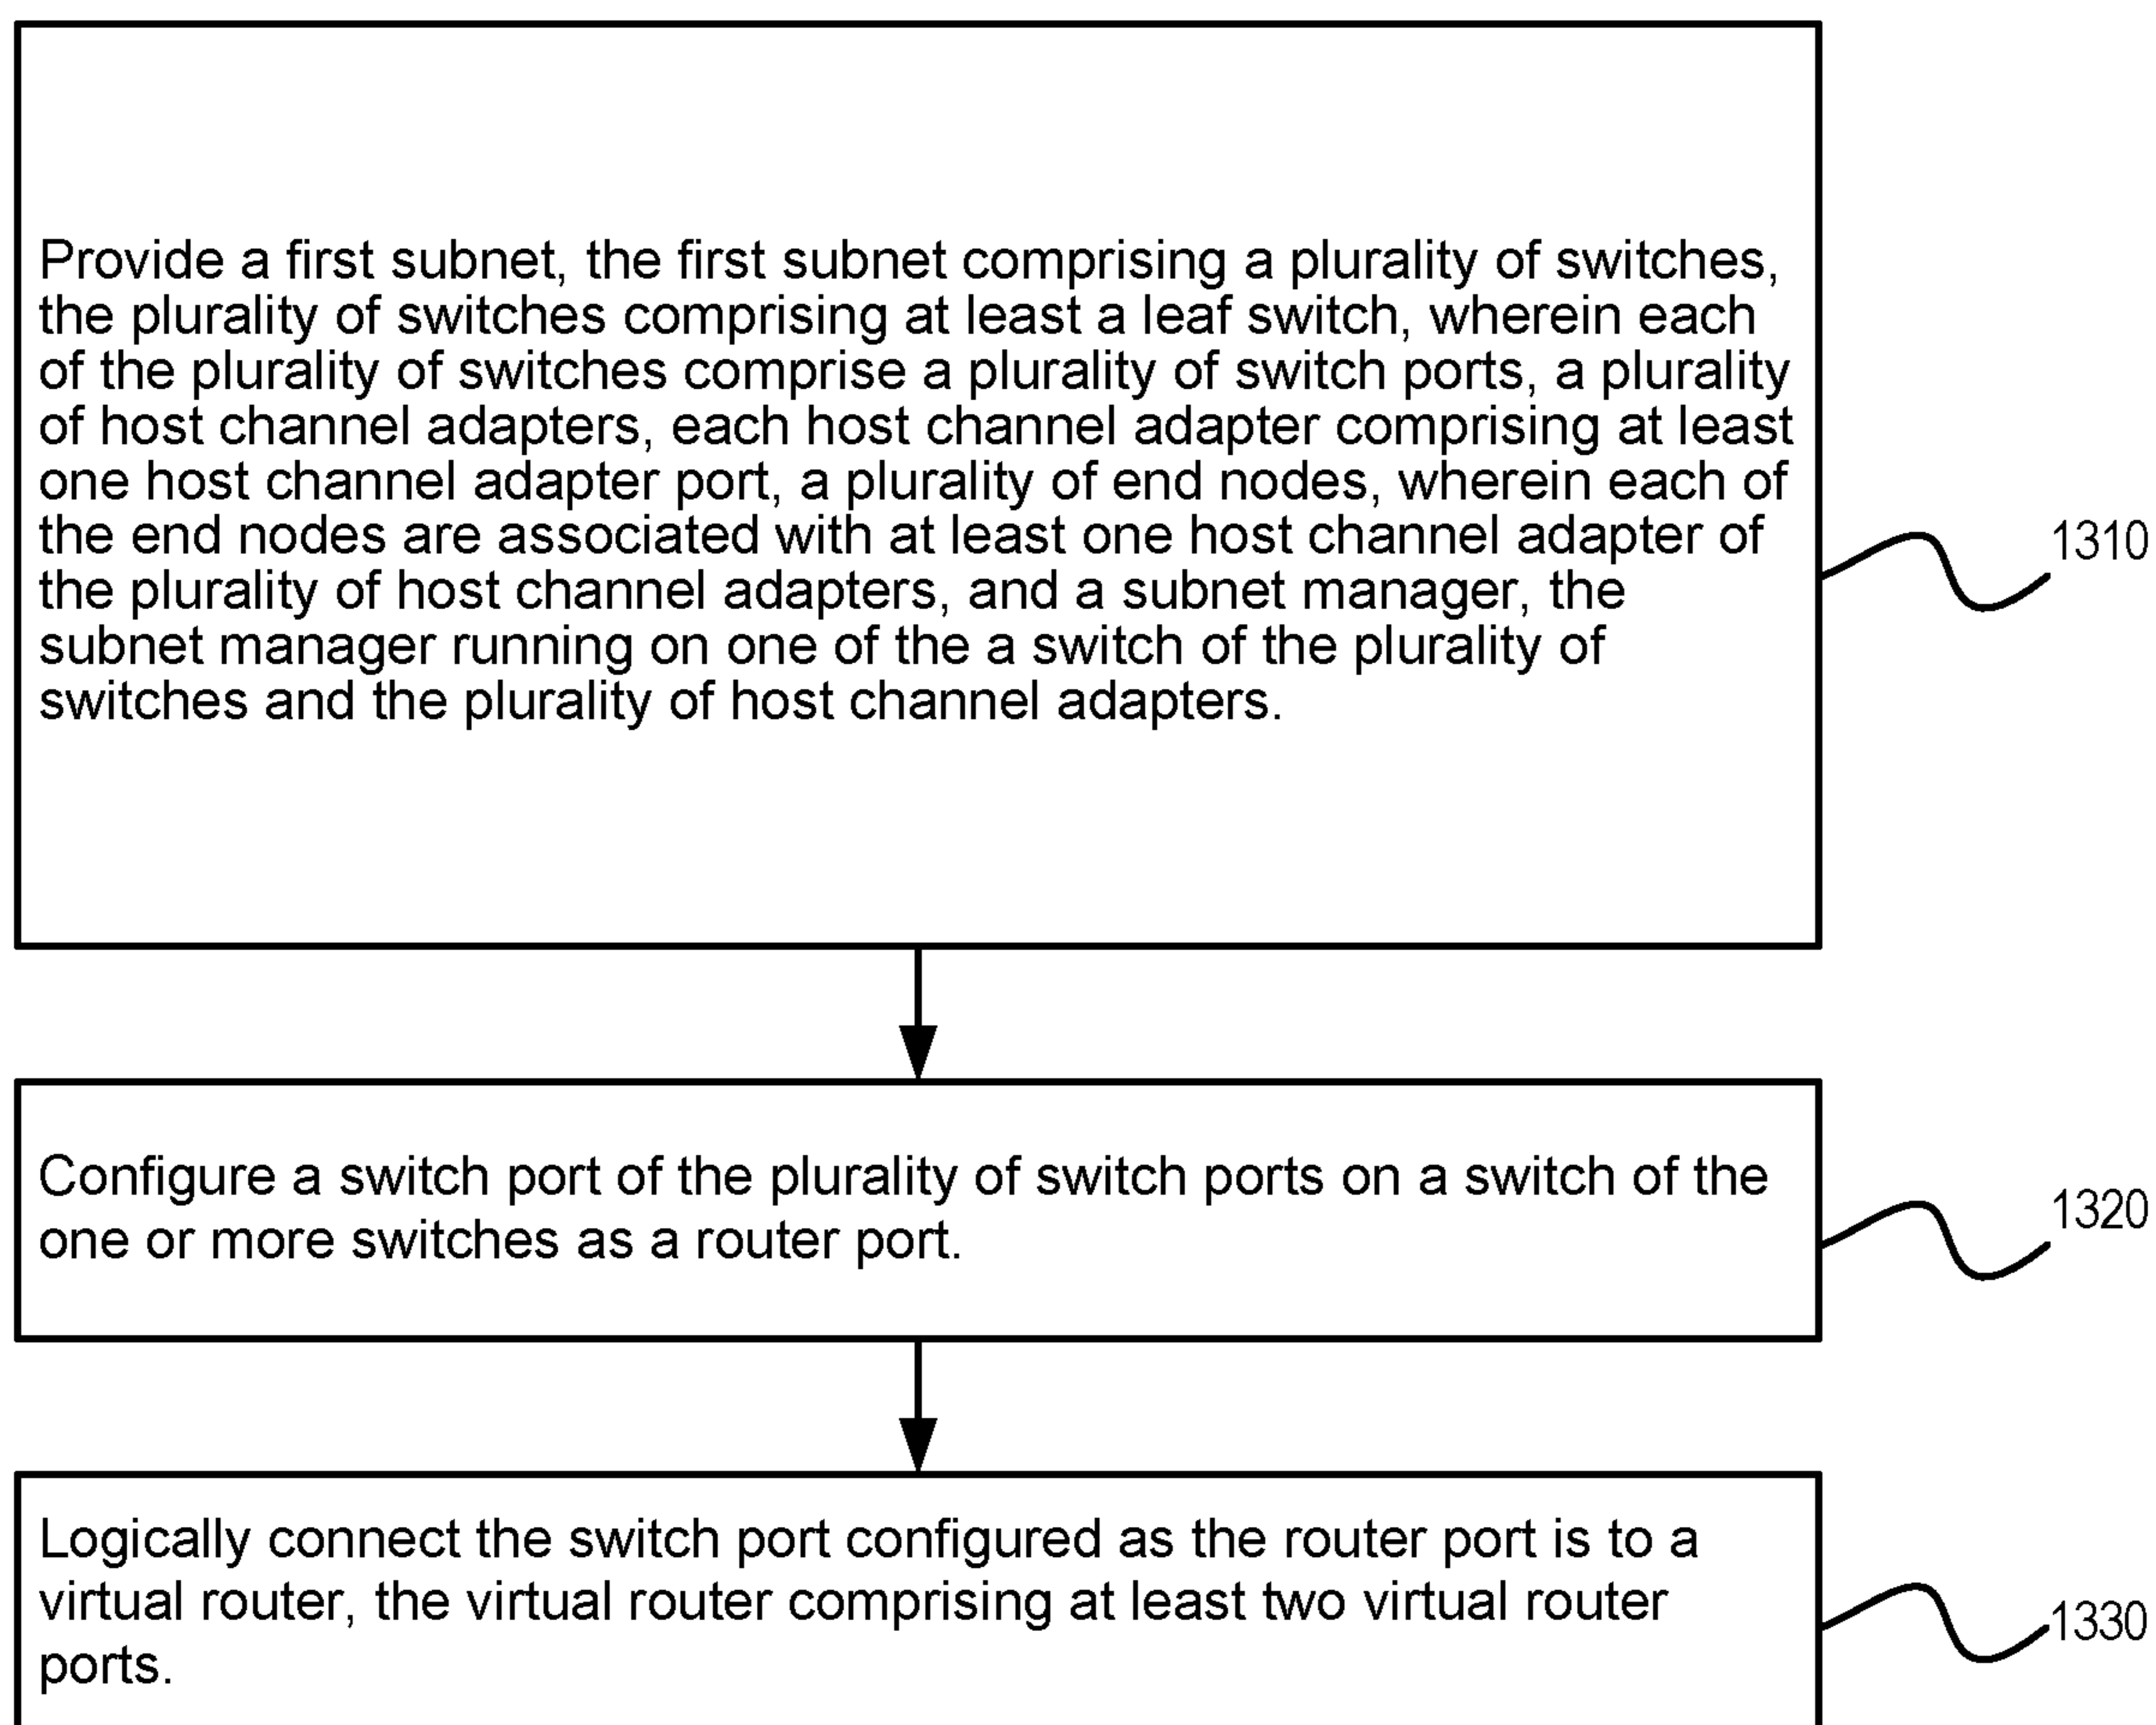 Provide a first subnet, the first subnet comprising a plurality of switches,
the plurality of switches comprising at least a leaf switch, wherein each
of the plurality of switches comprise a plurality of switch ports, a plurality
of host channel adapters, each host channel adapter comprising at least
one host channel adapter port, a plurality of end nodes, wherein each of
the end nodes are associated with at least one host channel adapter of
the plurality of host channel adapters, and a subnet manager, the
subnet manager running on one of the a switch of the plurality of
switches and the plurality of host channel adapters.
1310
Configure a switch port of the plurality of switch ports on a switch of the
one or more switches as a router port.
1320
Logically connect the switch port configured as the router port is to a
virtual router, the virtual router comprising at least two virtual router
ports.
1330